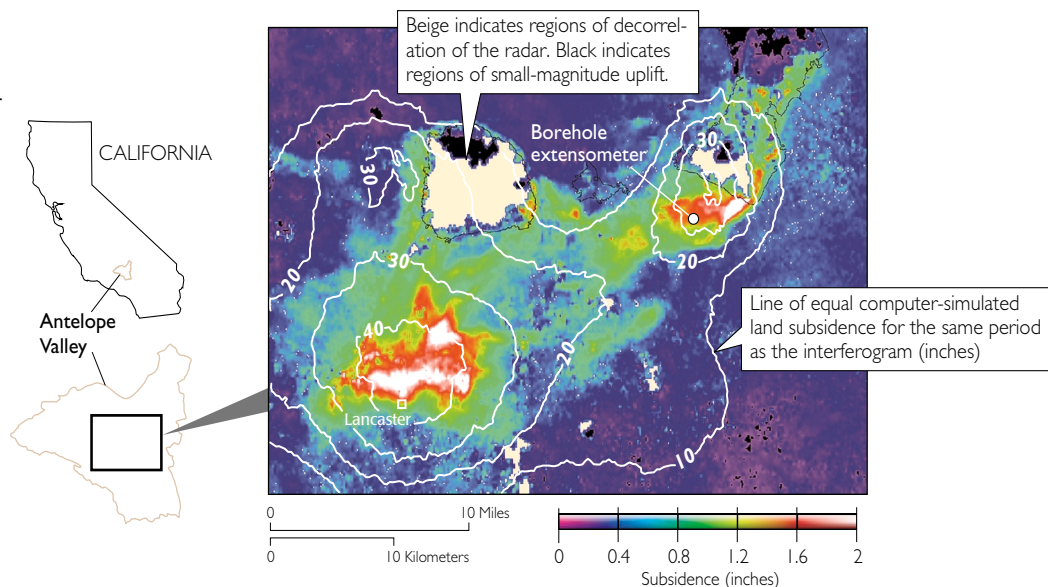 Beige indicates regions of decorrel-
ation of the radar. Black indicates
regions of small-magnitude uplift.
CALIFORNIA
Borehole
extensometer
30
30
20
30
20
Antelope
Valley
Line of equal computer-simulated
land subsidence for the same period
as the interferogram (inches)
40
20
Lancaster
10
0 10 Miles
0 10 Kilometers
0 0.4 0.8 1.2 1.6 2
Subsidence (inches)